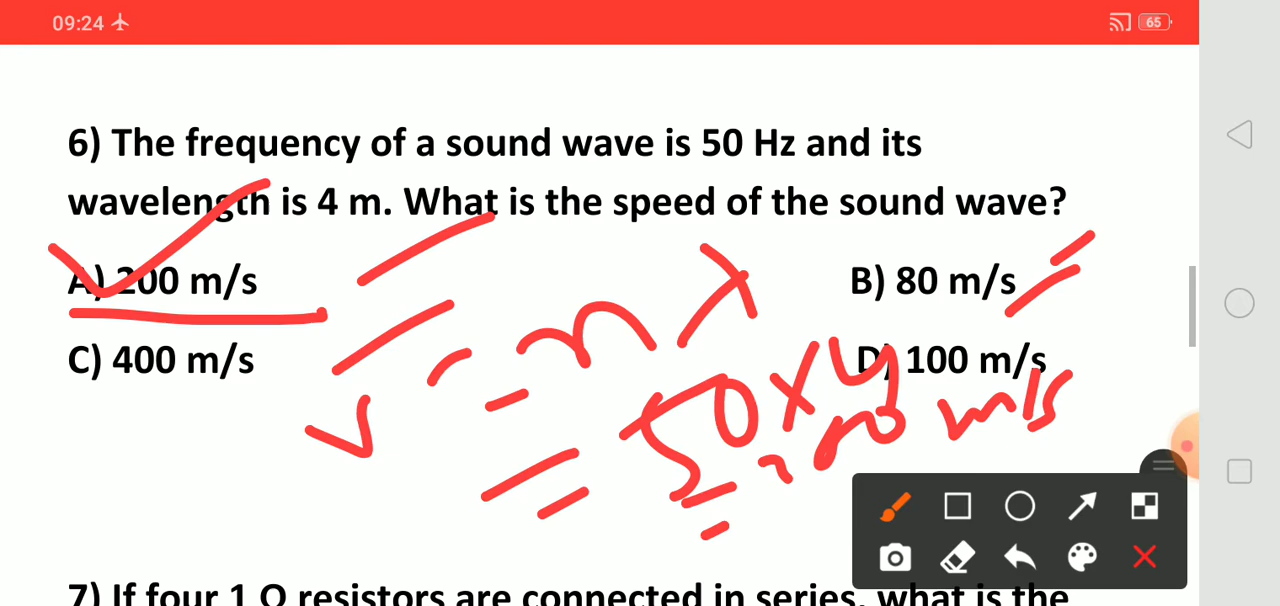 09:24
65
6) The frequency of a sound wave is 50 Hz and its
wavelength is 4 m. What is the speed of the sound wave?
A) 200 m/s
B) 80 m/s
C) 400 m/s
D) 100 m/s
v = n λ
= 50 x 4
m/s
7) If four 1 Ω resistors are connected in series, what is the